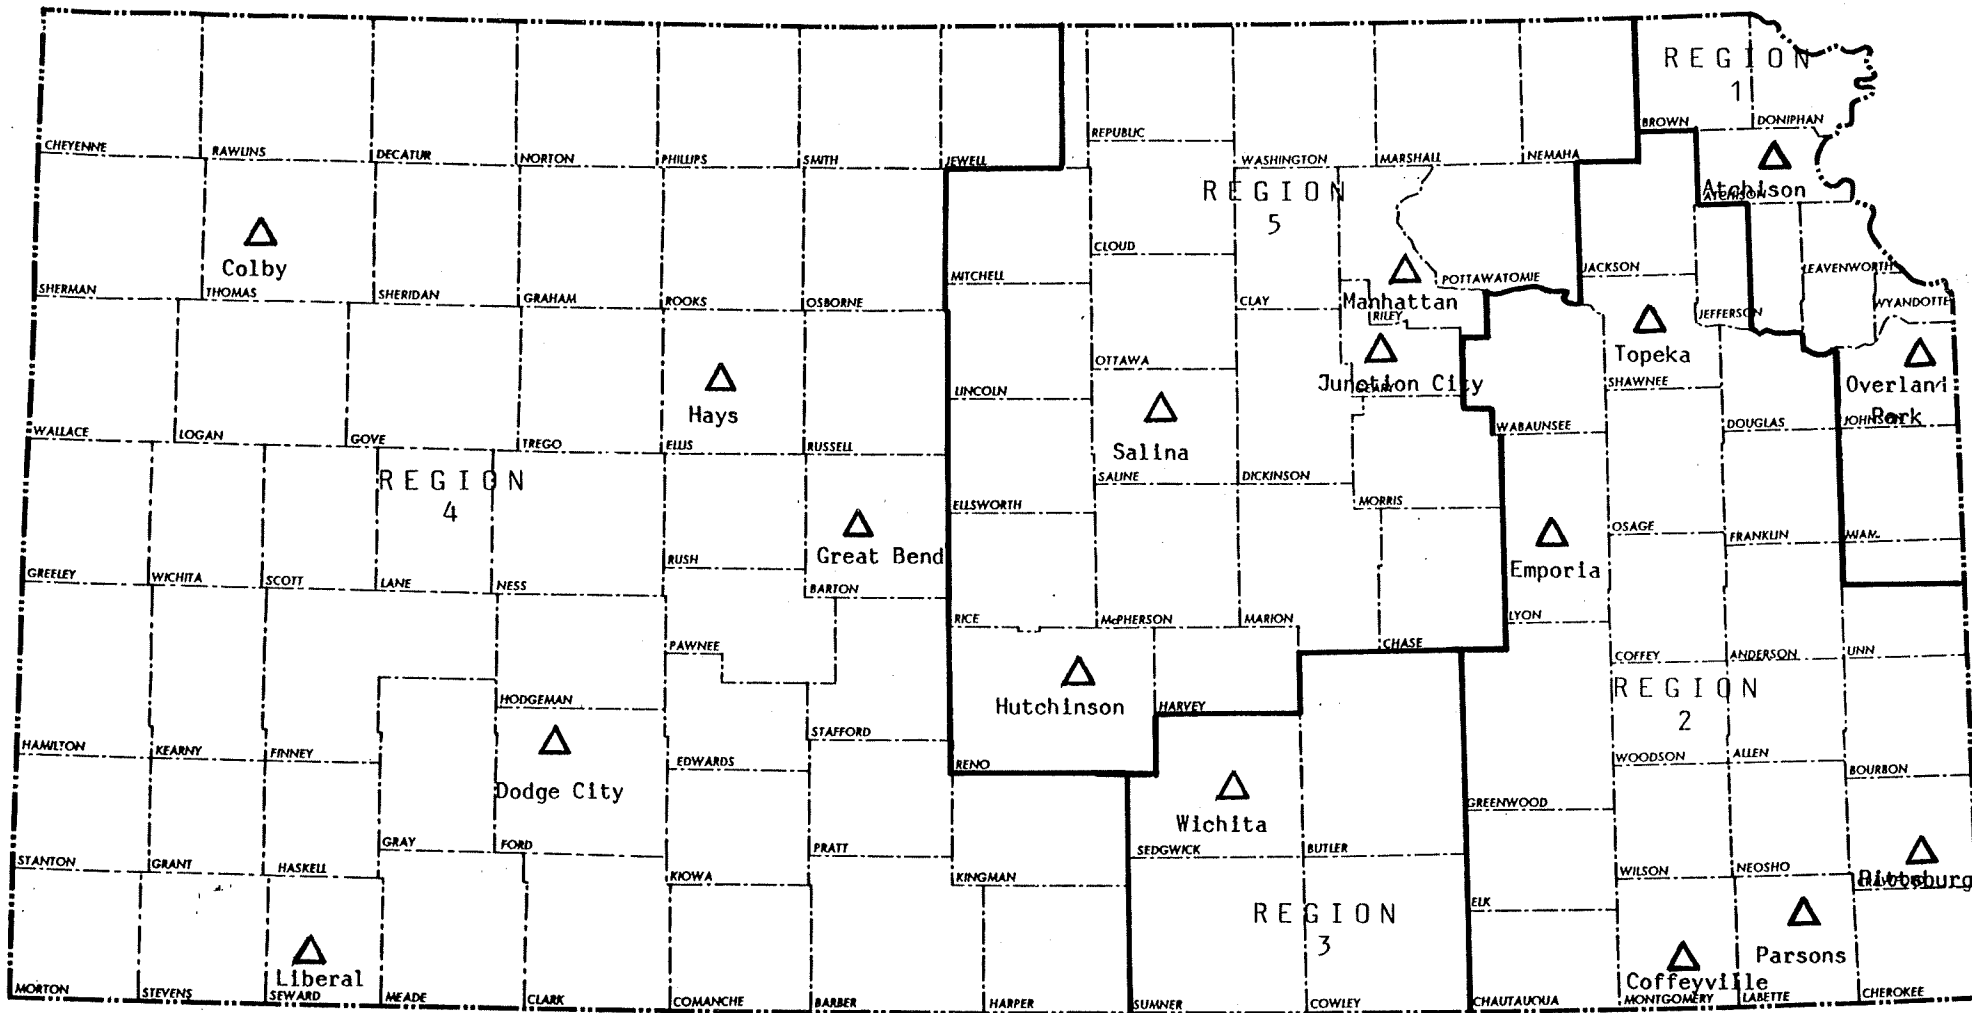 REGION
1
BROWN
DONIPHAN
REPUBLIC
CHEYENNE
RAWLINS
DECATUR
NORTON
PHILLIPS
SMITH
JEWELL
WASHINGTON
MARSHALL
NEMAHA
REGION
5
Atchison
ATCHISON
Colby
CLOUD
MITCHELL
Manhattan
POTTAWATOMIE
JACKSON
LEAVENWORTH
SHERMAN
THOMAS
SHERIDAN
GRAHAM
ROOKS
OSBORNE
CLAY
RILEY
JEFFERSON
WYANDOTTE
Topeka
OTTAWA
Junction City
GEARY
SHAWNEE
Overland
Park
JOHNSON
Hays
LINCOLN
WALLACE
LOGAN
GOVE
TREGO
ELLIS
RUSSELL
Salina
WABAUNSEE
DOUGLAS
REGION
4
SALINE
DICKINSON
MORRIS
ELLSWORTH
OSAGE
FRANKLIN
MIAM
Great Bend
RUSH
Emporia
GREELEY
WICHITA
SCOTT
LANE
NESS
BARTON
RICE
McPHERSON
MARION
LYON
PAWNEE
CHASE
COFFEY
ANDERSON
LINN
HODGEMAN
Hutchinson
HARVEY
REGION
2
HAMILTON
KEARNY
FINNEY
STAFFORD
EDWARDS
RENO
WOODSON
ALLEN
BOURBON
Dodge City
Wichita
GREENWOOD
GRAY
FORD
PRATT
SEDGWICK
BUTLER
STANTON
GRANT
HASKELL
KIOWA
KINGMAN
WILSON
NEOSHO
Pittsburg
REGION
3
ELK
Parsons
Liberal
Coffeyville
MORTON
STEVENS
SEWARD
MEADE
CLARK
COMANCHE
BARBER
HARPER
SUMNER
COWLEY
CHAUTAUQUA
MONTGOMERY
LABETTE
CHEROKEE